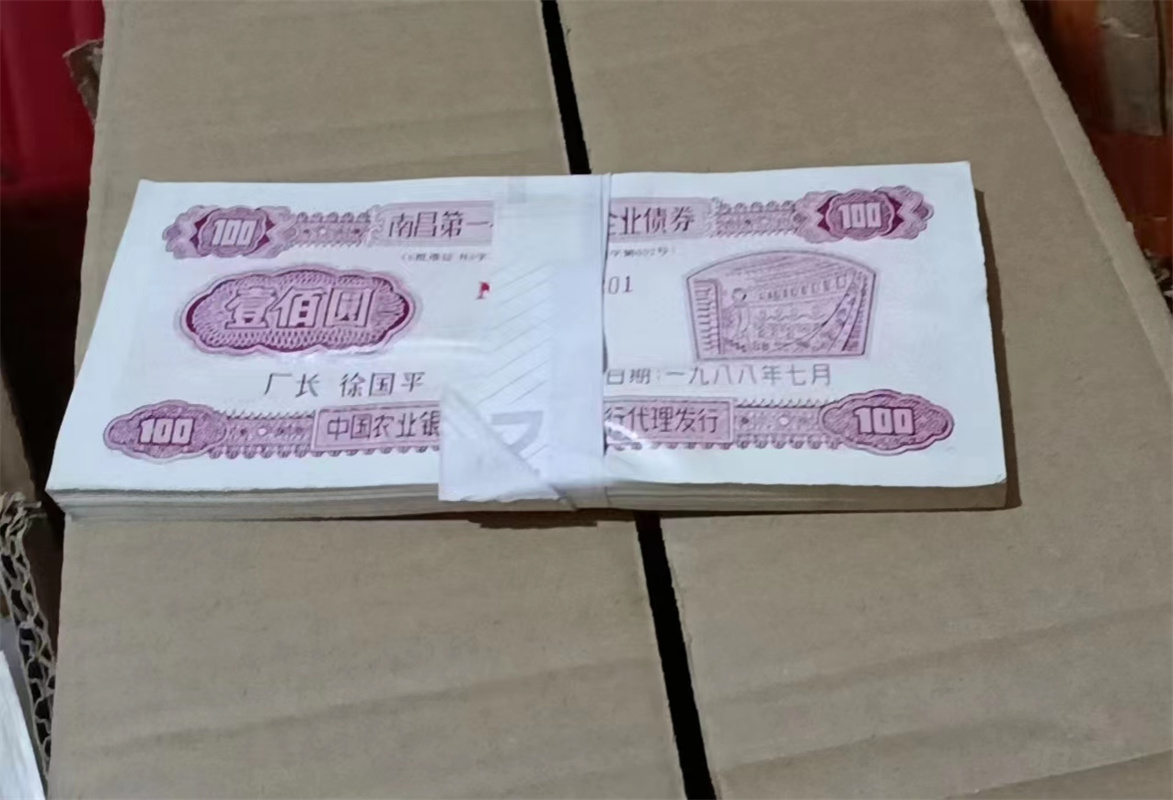 100 南昌第一 企业债券 100
壹佰圆
01
厂长 徐国平 日期:一九八八年七月
100 中国农业银 行代理发行 100